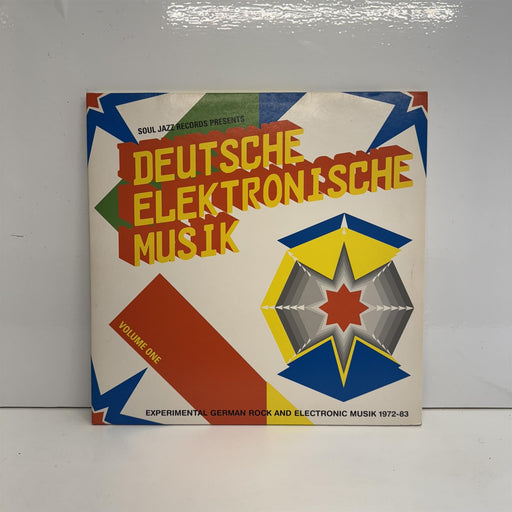 SOUL JAZZ RECORDS PRESENTS
DEUTSCHE
ELEKTRONISCHE
MUSIK
VOLUME ONE
EXPERIMENTAL GERMAN ROCK AND ELECTRONIC MUSIK 1972-83